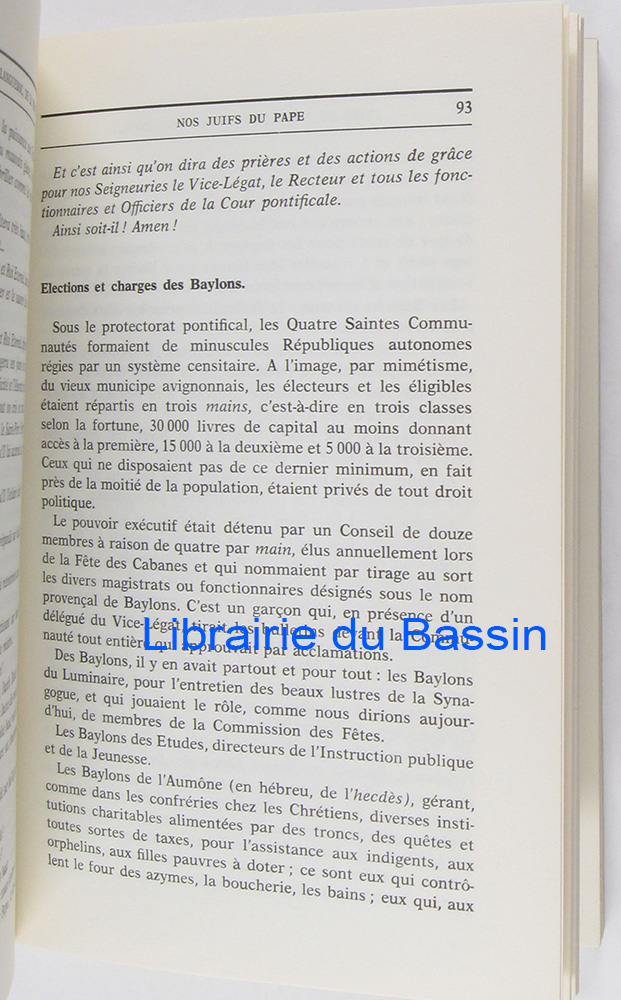 NOS JUIFS DU PAPE 93
Et c'est ainsi qu'on dira des prières et des actions de grâce
pour nos Seigneuries le Vice-Légat, le Recteur et tous les fonc-
tionnaires et Officiers de la Cour pontificale.
Ainsi soit-il ! Amen !
Elections et charges des Baylons.
Sous le protectorat pontifical, les Quatre Saintes Commu-
nautés formaient de minuscules Républiques autonomes
régies par un système censitaire. A l'image, par mimétisme,
du vieux municipe avignonnais, les électeurs et les éligibles
étaient répartis en trois mains, c'est-à-dire en trois classes
selon la fortune, 30 000 livres de capital au moins donnant
accès à la première, 15 000 à la deuxième et 5 000 à la troisième.
Ceux qui ne disposaient pas de ce dernier minimum, en fait
près de la moitié de la population, étaient privés de tout droit
politique.
Le pouvoir exécutif était détenu par un Conseil de douze
membres à raison de quatre par main, élus annuellement lors
de la Fête des Cabanes et qui nommaient par tirage au sort
les divers magistrats ou fonctionnaires désignés sous le nom
provençal de Baylons. C'est un garçon qui, en présence d'un
délégué du Vice-Légat, tirait les bulletins devant la Commu-
nauté tout entière qui approuvait par acclamations.
Librairie du Bassin
Des Baylons, il y en avait partout et pour tout : les Baylons
du Luminaire, pour l'entretien des beaux lustres de la Syna-
gogue, et qui jouaient le rôle, comme nous dirions aujour-
d'hui, de membres de la Commission des Fêtes.
Les Baylons des Etudes, directeurs de l'Instruction publique
et de la Jeunesse.
Les Baylons de l'Aumône (en hébreu, de l'hecdès), gérant,
comme dans les confréries chez les Chrétiens, diverses insti-
tutions charitables alimentées par des troncs, des quêtes et
toutes sortes de taxes, pour l'assistance aux indigents, aux
orphelins, aux filles pauvres à doter ; ce sont eux qui contrô-
lent le four des azymes, la boucherie, les bains ; eux qui, aux